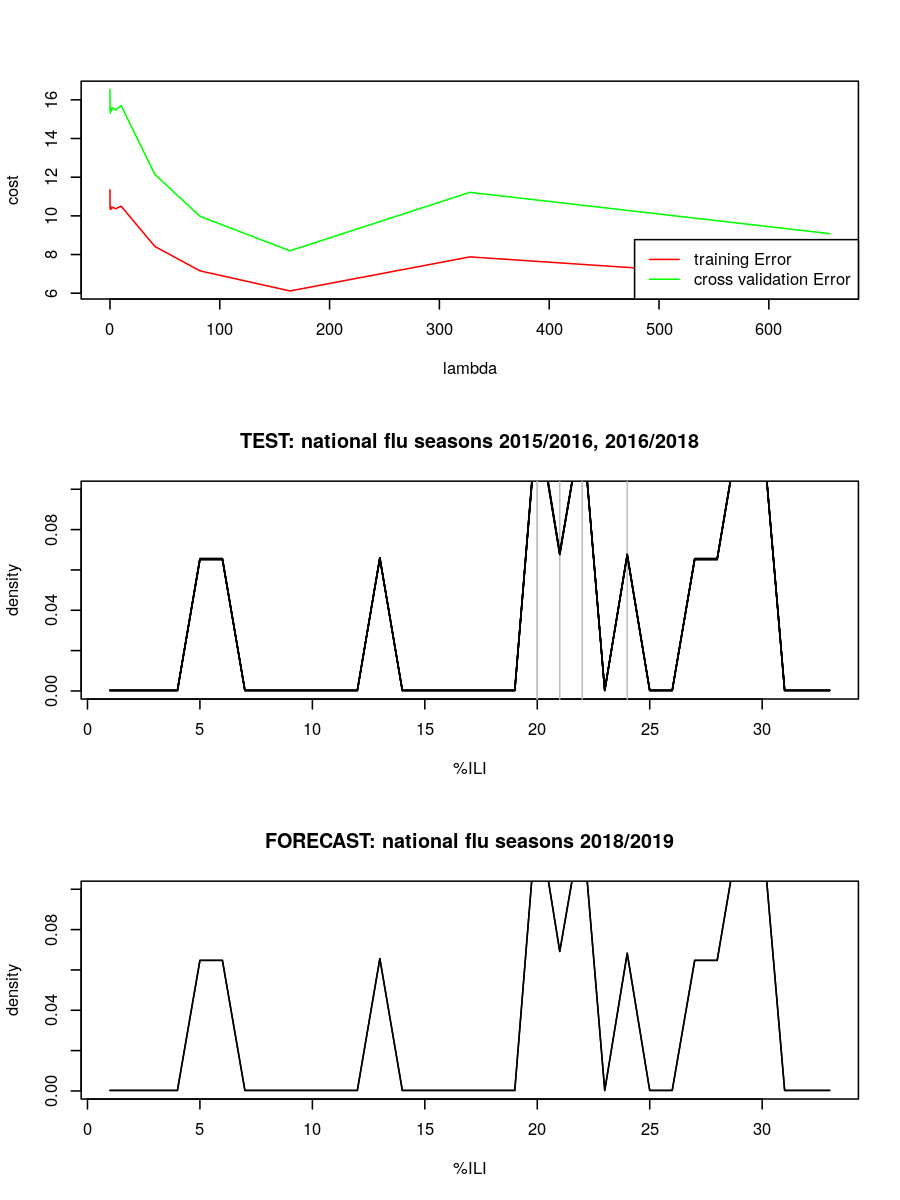 cost
16
14
12
10
8
6
training Error
cross validation Error
0 100 200 300 400 500 600
lambda
TEST: national flu seasons 2015/2016, 2016/2018
density
0.08
0.04
0.00
0 5 10 15 20 25 30
%ILI
FORECAST: national flu seasons 2018/2019
density
0.08
0.04
0.00
0 5 10 15 20 25 30
%ILI